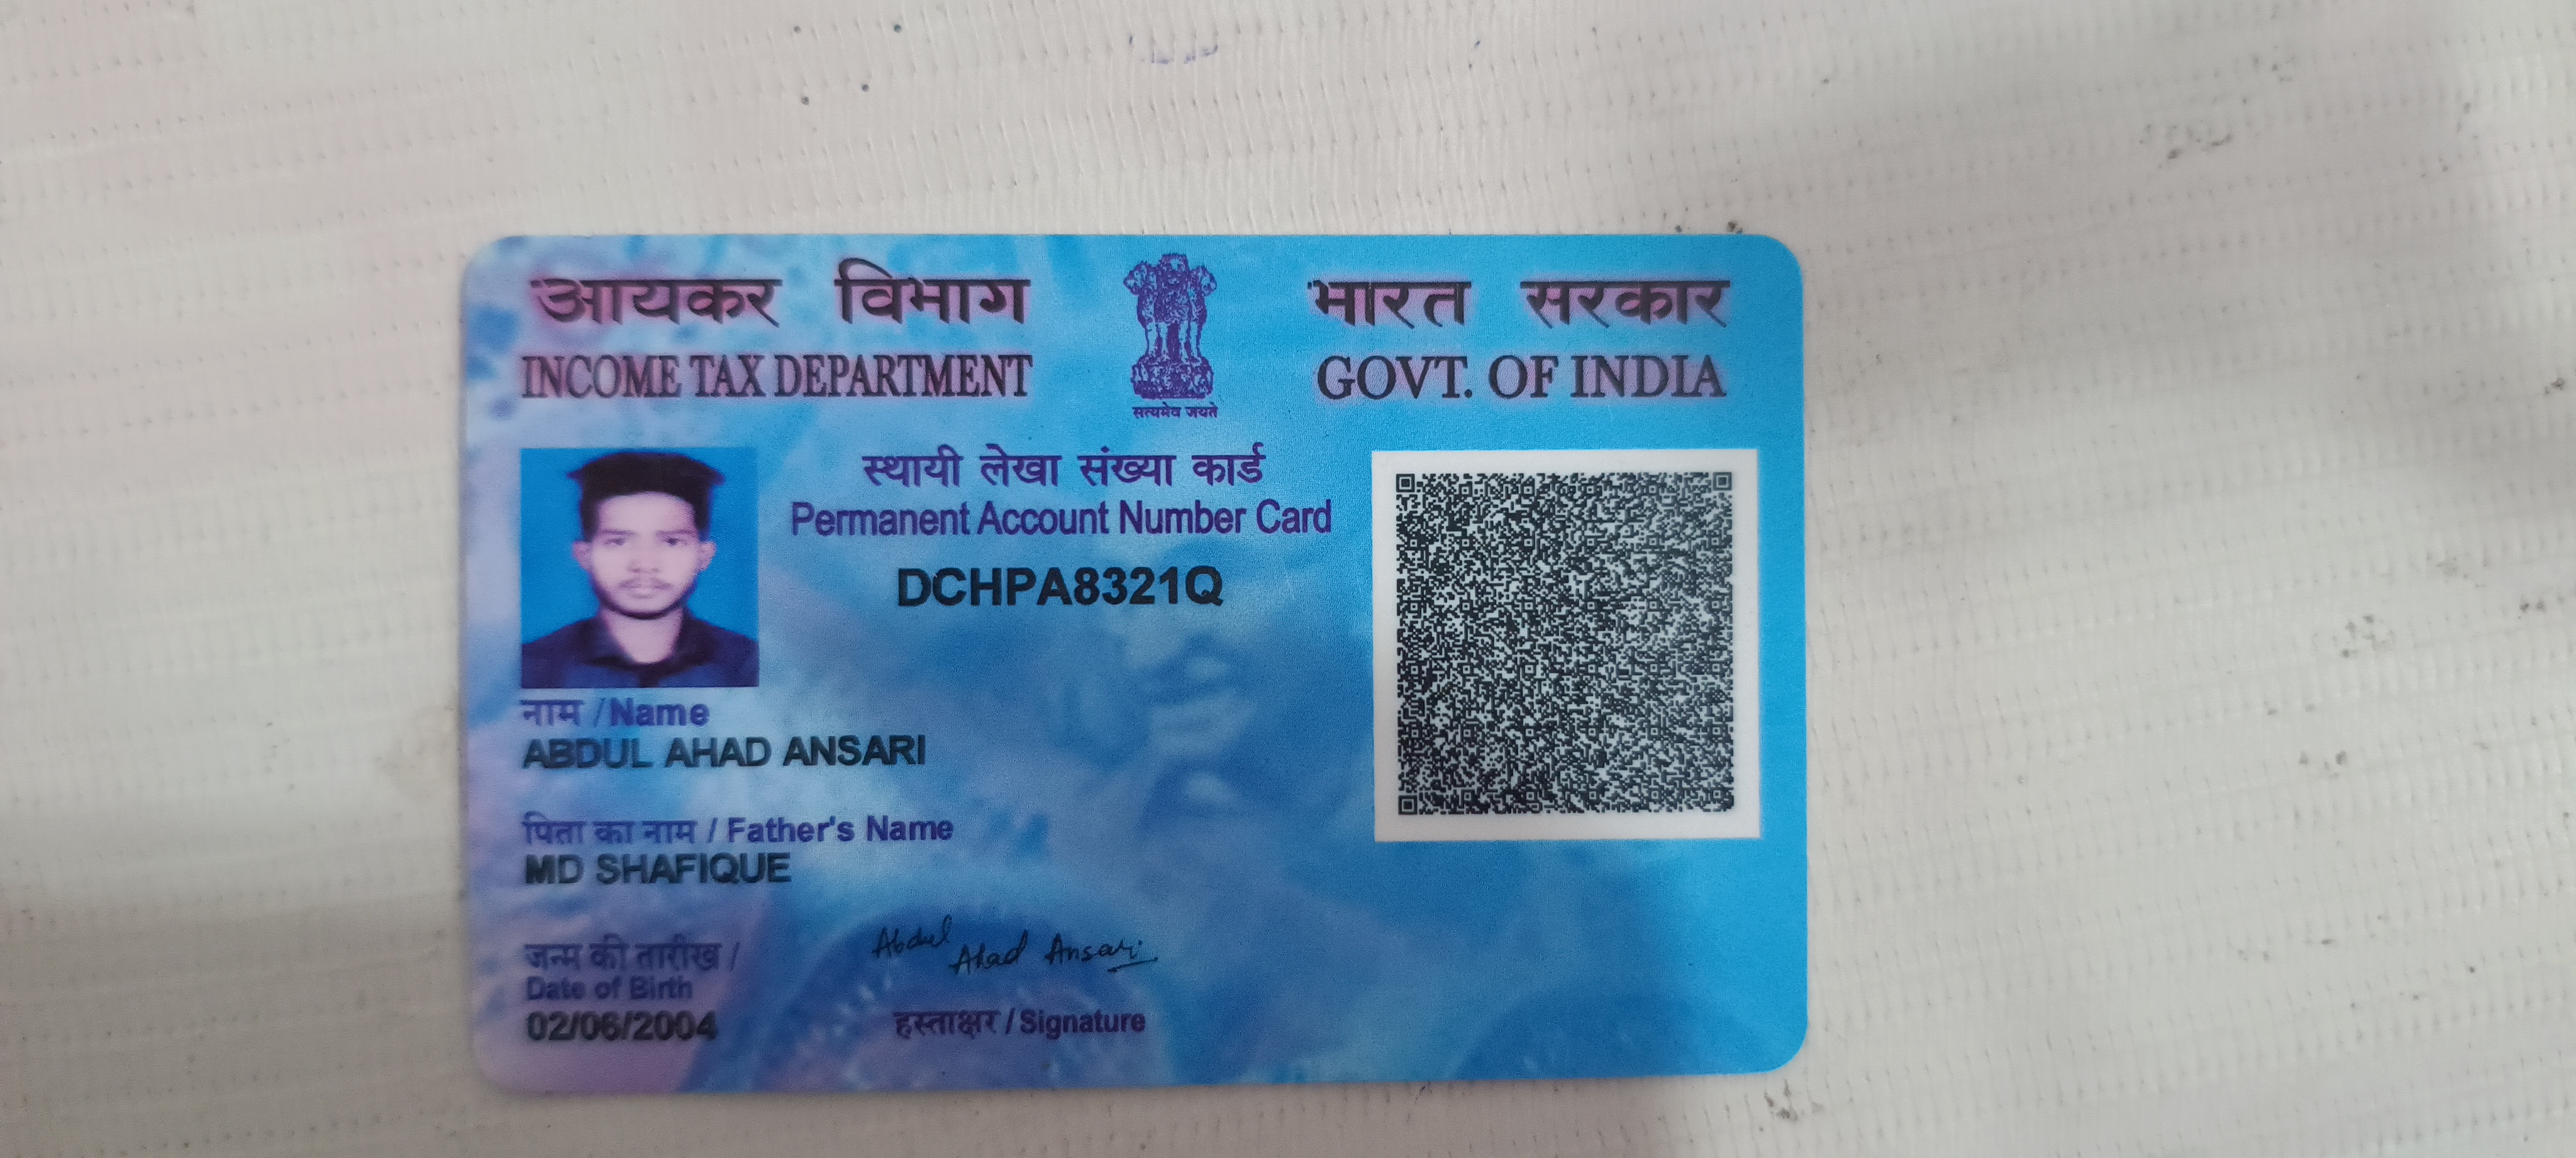 आयकर विभाग
INCOME TAX DEPARTMENT
सत्यमेव जयते
भारत सरकार
GOVT. OF INDIA
स्थायी लेखा संख्या कार्ड
Permanent Account Number Card
DCHPA8321Q
नाम / Name
ABDUL AHAD ANSARI
पिता का नाम / Father's Name
MD SHAFIQUE
जन्म की तारीख /
Date of Birth
02/06/2004
Abdul Ahad Ansari
हस्ताक्षर / Signature